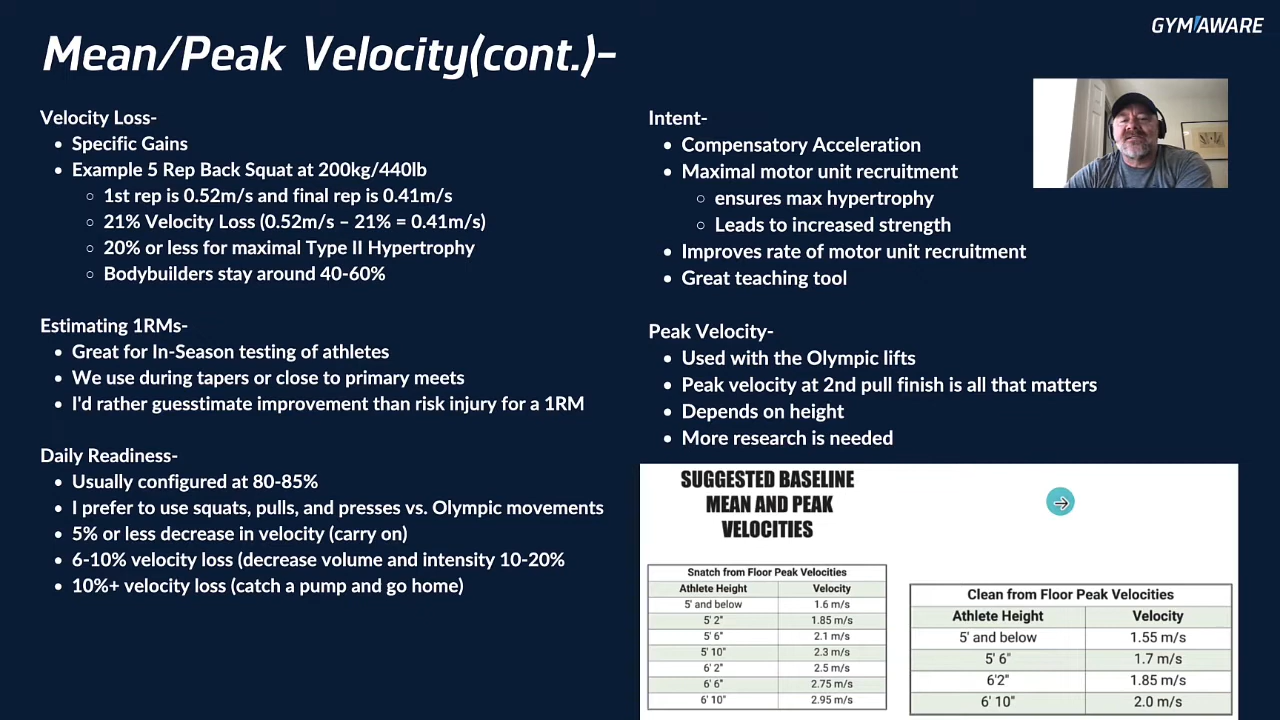 GYMAWARE
Mean/Peak Velocity(cont.)-
Velocity Loss-
• Specific Gains
• Example 5 Rep Back Squat at 200kg/440lb
○ 1st rep is 0.52m/s and final rep is 0.41m/s
○ 21% Velocity Loss (0.52m/s – 21% = 0.41m/s)
○ 20% or less for maximal Type II Hypertrophy
○ Bodybuilders stay around 40-60%
Estimating 1RMs-
• Great for In-Season testing of athletes
• We use during tapers or close to primary meets
• I'd rather guesstimate improvement than risk injury for a 1RM
Daily Readiness-
• Usually configured at 80-85%
• I prefer to use squats, pulls, and presses vs. Olympic movements
• 5% or less decrease in velocity (carry on)
• 6-10% velocity loss (decrease volume and intensity 10-20%
• 10%+ velocity loss (catch a pump and go home)
Intent-
• Compensatory Acceleration
• Maximal motor unit recruitment
○ ensures max hypertrophy
○ Leads to increased strength
• Improves rate of motor unit recruitment
• Great teaching tool
Peak Velocity-
• Used with the Olympic lifts
• Peak velocity at 2nd pull finish is all that matters
• Depends on height
• More research is needed
SUGGESTED BASELINE
MEAN AND PEAK
VELOCITIES
Snatch from Floor Peak Velocities
Athlete Height Velocity
5' and below 1.6 m/s
5' 2" 1.85 m/s
5' 6" 2.1 m/s
5' 10" 2.3 m/s
6' 2" 2.5 m/s
6' 6" 2.75 m/s
6' 10" 2.95 m/s
Clean from Floor Peak Velocities
Athlete Height Velocity
5' and below 1.55 m/s
5' 6" 1.7 m/s
6'2" 1.85 m/s
6' 10" 2.0 m/s